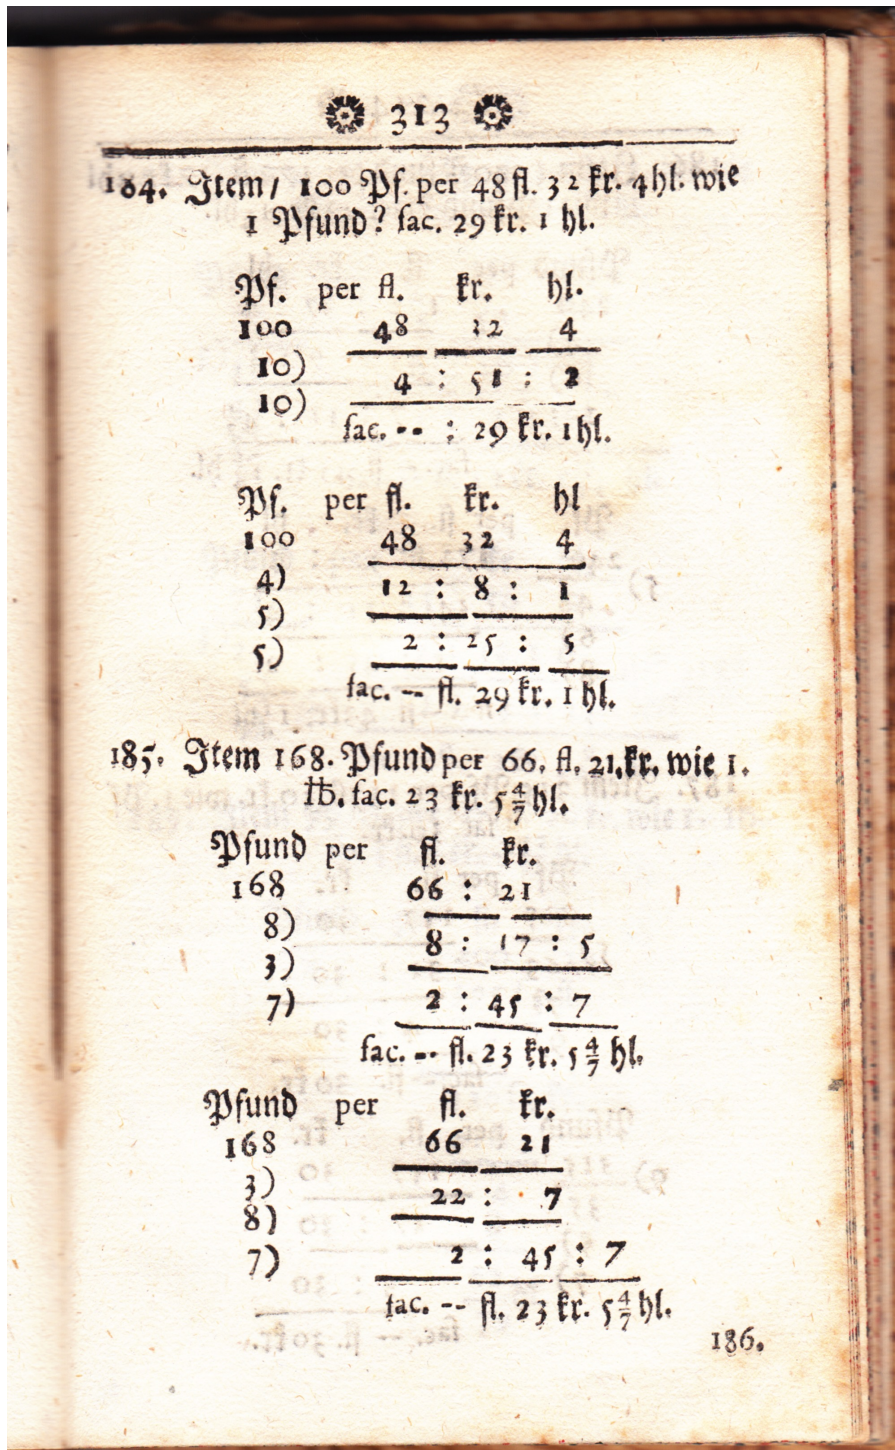 313
184. Item / 100 Pf. per 48 fl. 32 kr. 4 hl. wie
1 Pfund? fac. 29 kr. 1 hl.
Pf. per fl. kr. hl.
100 48 32 4
10)
4 : 51 : 2
10)
fac. -- : 29 kr. 1 hl.
Pf. per fl. kr. hl
100 48 32 4
4) 12 : 8 : 1
5)
5) 2 : 25 : 5
fac. -- fl. 29 kr. 1 hl.
185. Item 168. Pfund per 66. fl. 21. kr. wie 1.
℔. fac. 23 kr. 5 4/7 hl.
Pfund per fl. kr.
168 66 : 21
8)
8 : 17 : 5
3)
7) 2 : 45 : 7
fac. -- fl. 23 kr. 5 4/7 hl.
Pfund per fl. kr.
168 66 21
3) 22 : 7
8)
7) 2 : 45 : 7
fac. -- fl. 23 kr. 5 4/7 hl.
186.